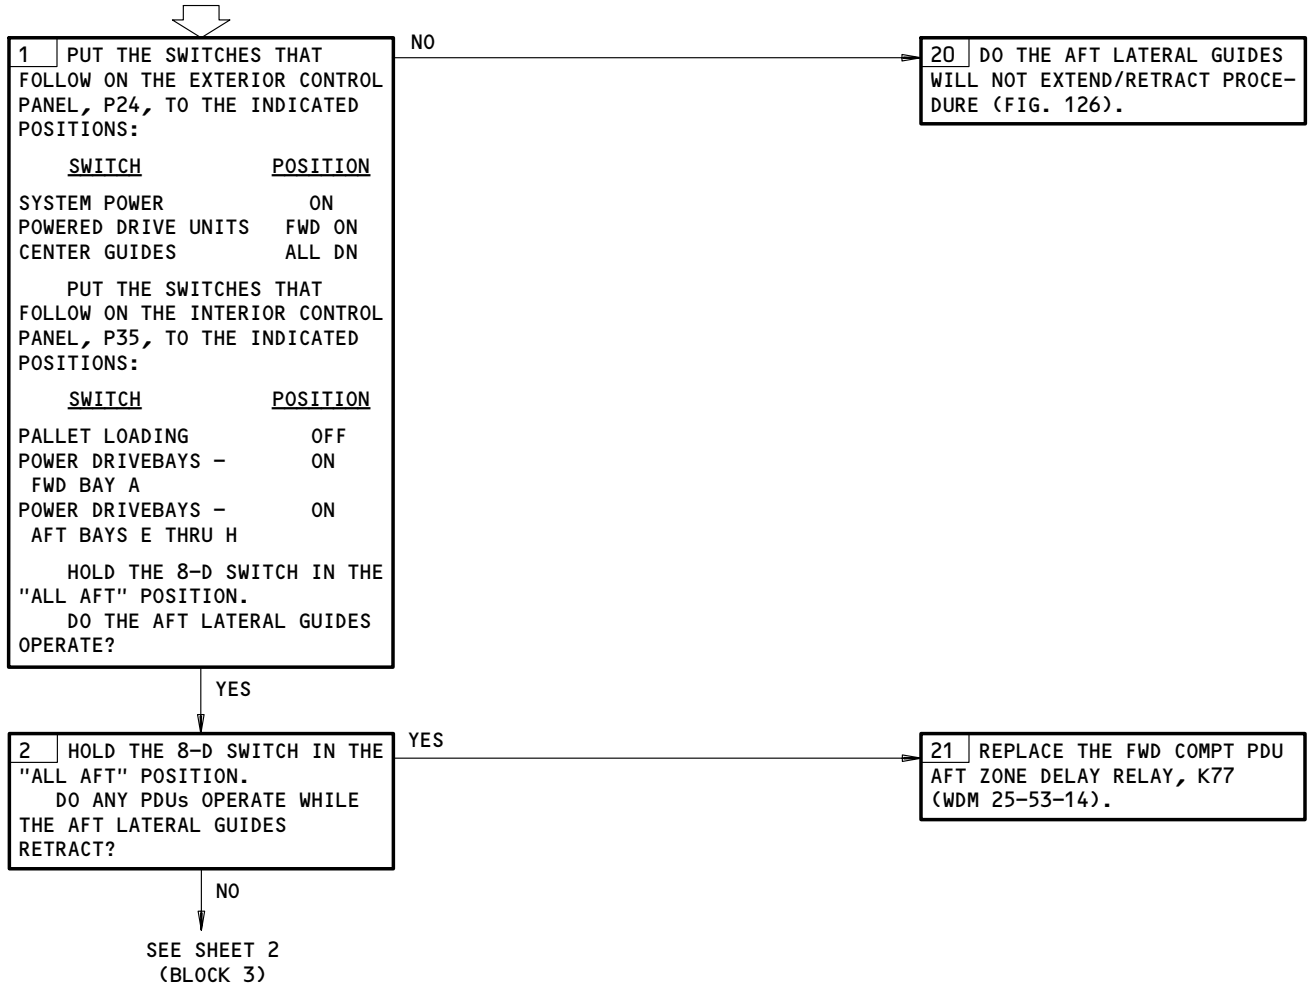 1 PUT THE SWITCHES THAT
FOLLOW ON THE EXTERIOR CONTROL
PANEL, P24, TO THE INDICATED
POSITIONS:
SWITCH POSITION
SYSTEM POWER ON
POWERED DRIVE UNITS FWD ON
CENTER GUIDES ALL DN
PUT THE SWITCHES THAT
FOLLOW ON THE INTERIOR CONTROL
PANEL, P35, TO THE INDICATED
POSITIONS:
SWITCH POSITION
PALLET LOADING OFF
POWER DRIVEBAYS – ON
FWD BAY A
POWER DRIVEBAYS – ON
AFT BAYS E THRU H
HOLD THE 8–D SWITCH IN THE
"ALL AFT" POSITION.
DO THE AFT LATERAL GUIDES
OPERATE?
NO
20 DO THE AFT LATERAL GUIDES
WILL NOT EXTEND/RETRACT PROCE–
DURE (FIG. 126).
YES
2 HOLD THE 8–D SWITCH IN THE
"ALL AFT" POSITION.
DO ANY PDUs OPERATE WHILE
THE AFT LATERAL GUIDES
RETRACT?
YES
21 REPLACE THE FWD COMPT PDU
AFT ZONE DELAY RELAY, K77
(WDM 25–53–14).
NO
SEE SHEET 2
(BLOCK 3)